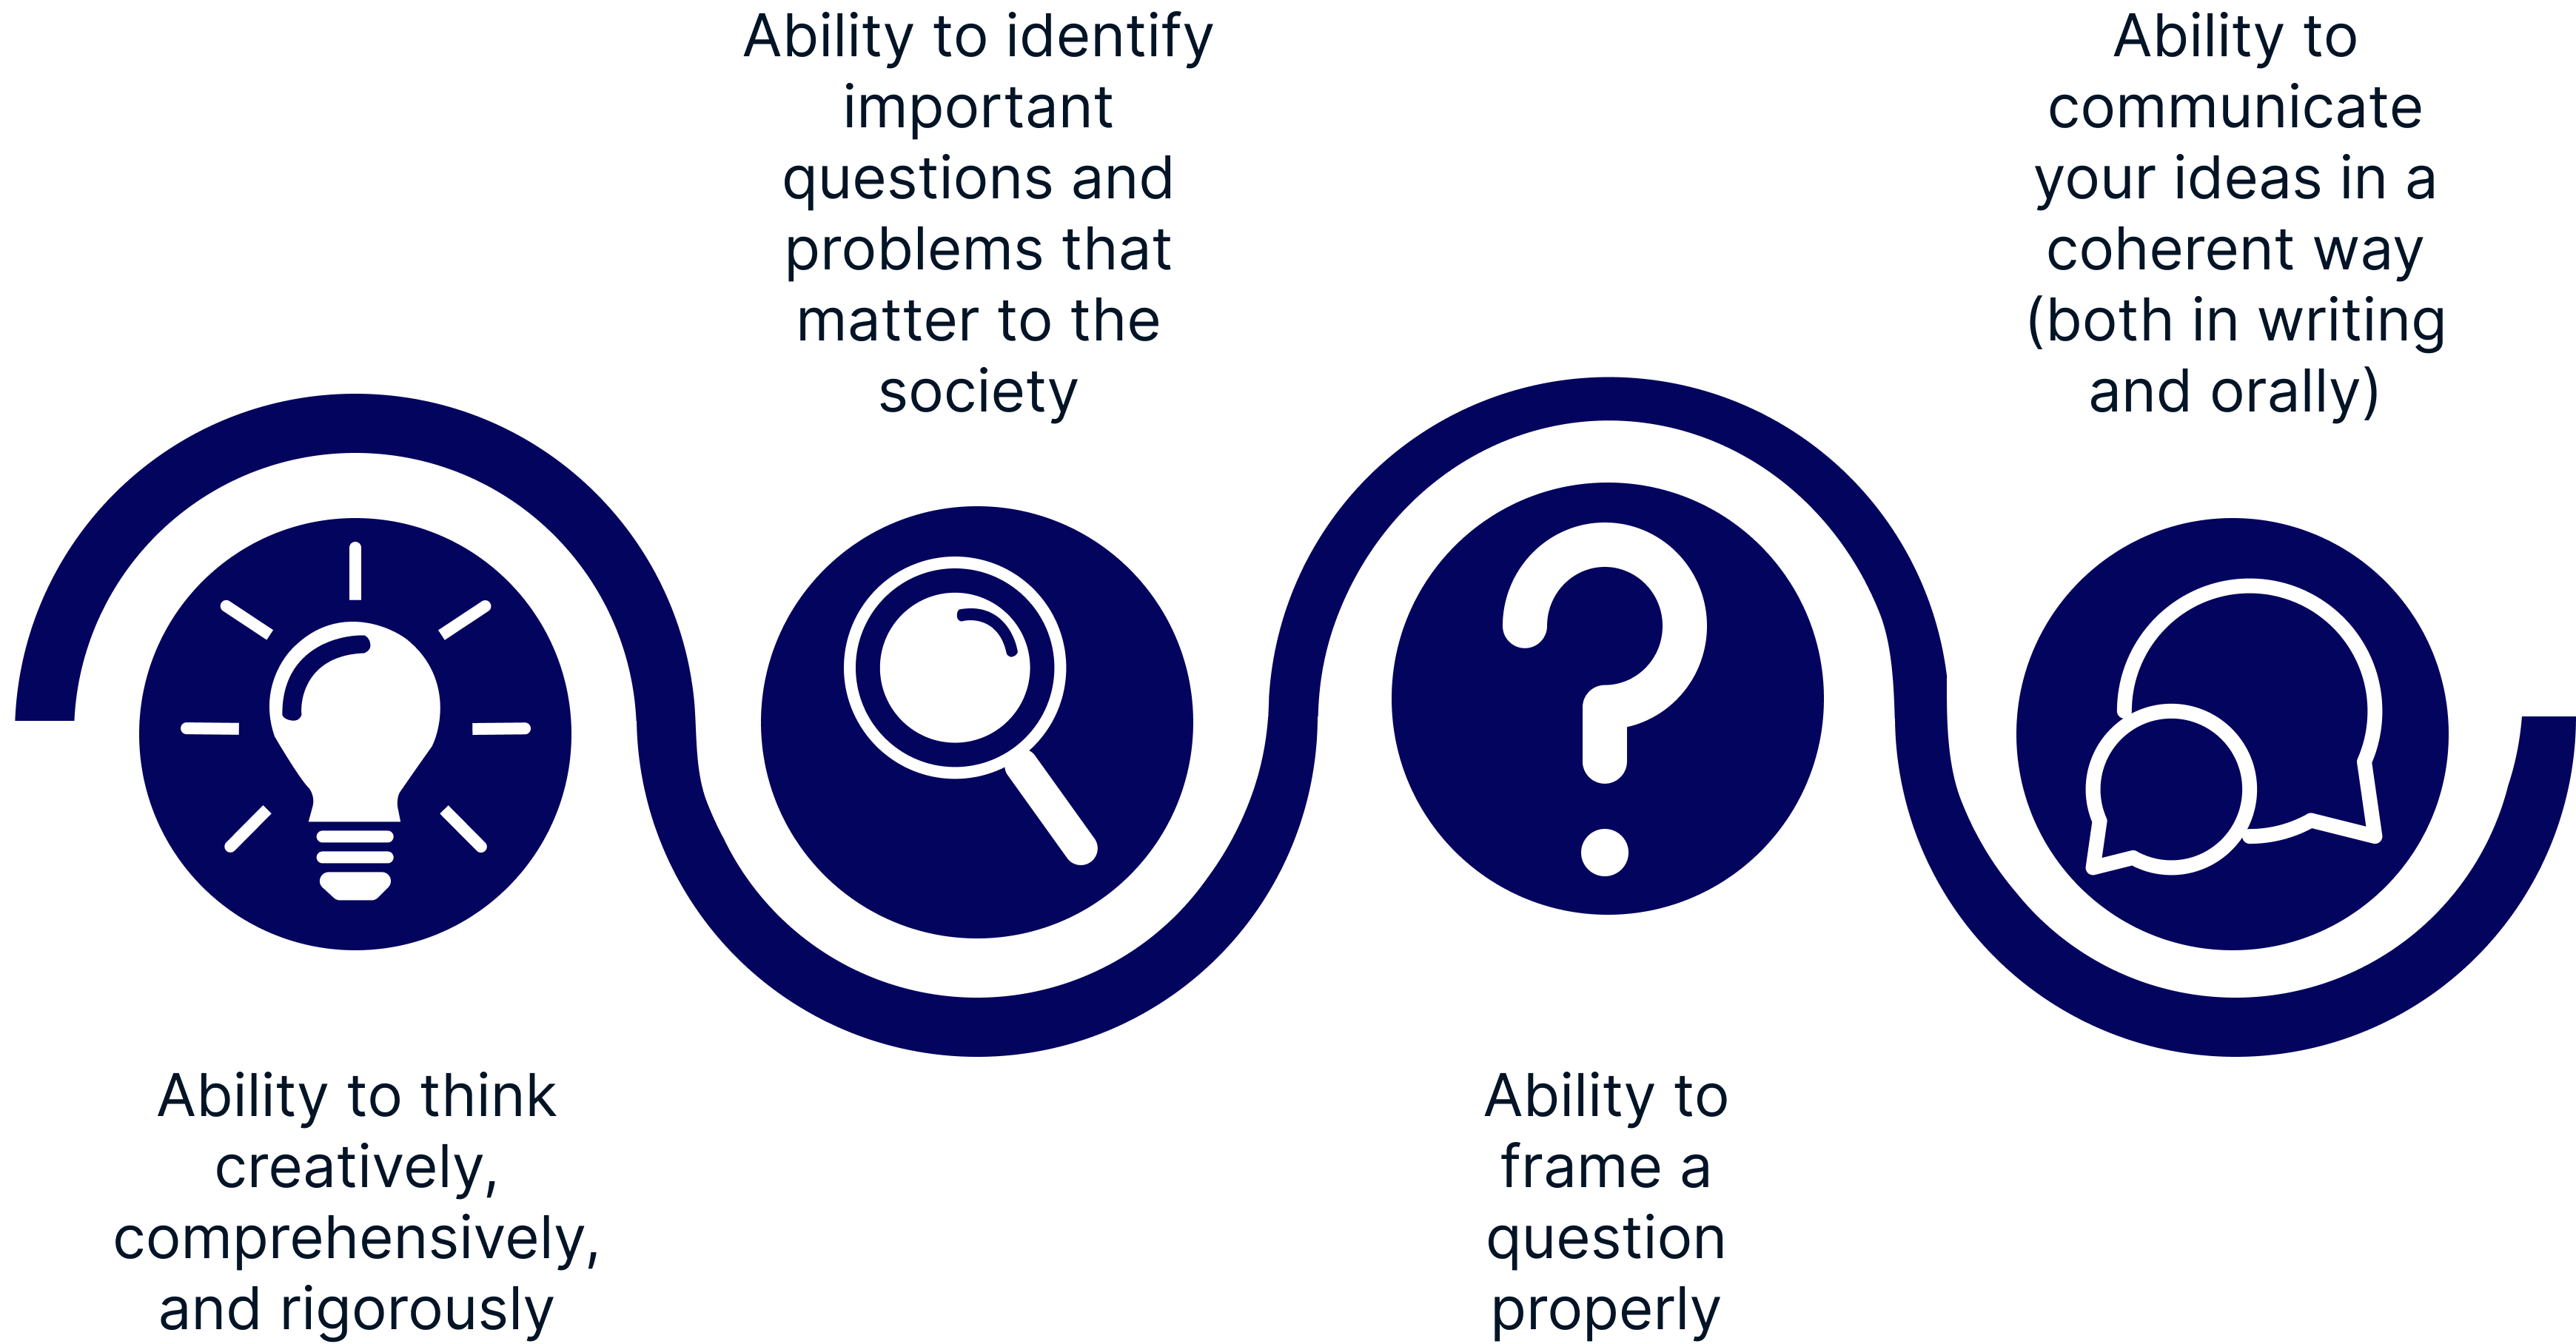 Ability to think
creatively,
comprehensively,
and rigorously
Ability to identify
important
questions and
problems that
matter to the
society
Ability to
frame a
question
properly
Ability to
communicate
your ideas in a
coherent way
(both in writing
and orally)